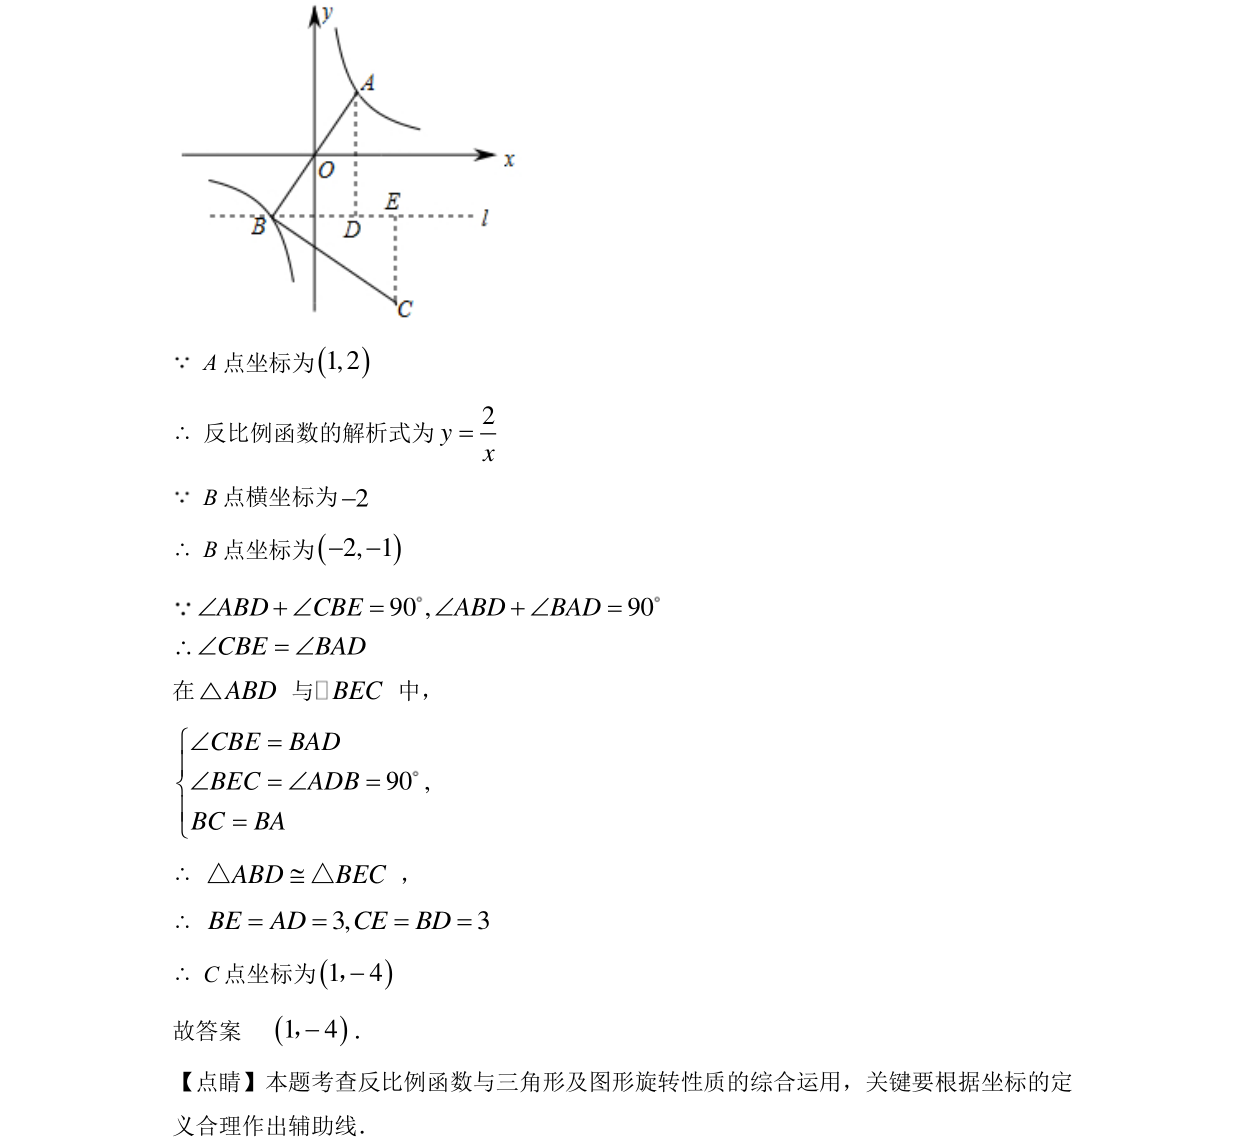 y
A
x
O
E
B
D
l
C
∵ A点坐标为(1,2)
∴ 反比例函数的解析式为 y = 2/x
∵ B点横坐标为 –2
∴ B点坐标为(–2,–1)
∵∠ABD+∠CBE=90°,∠ABD+∠BAD=90°
∴∠CBE=∠BAD
在△ABD 与□BEC 中，
∠CBE = BAD
∠BEC = ∠ADB = 90°,
BC = BA
∴ △ABD≅△BEC ，
∴ BE = AD = 3, CE = BD = 3
∴ C点坐标为(1,–4)
故答案 (1,–4).
【点睛】本题考查反比例函数与三角形及图形旋转性质的综合运用，关键要根据坐标的定
义合理作出辅助线．